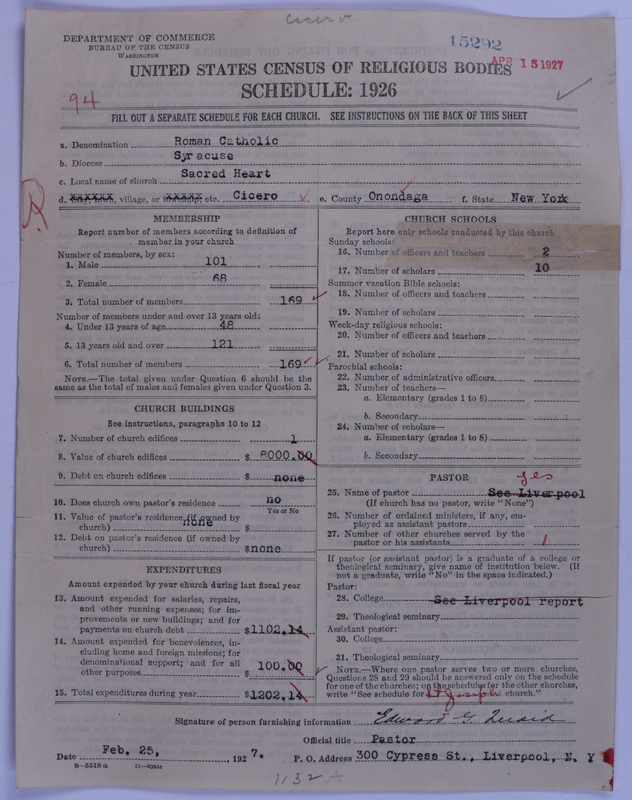 Cicero
DEPARTMENT OF COMMERCE
BUREAU OF THE CENSUS
WASHINGTON
15292
APR 15 1927
UNITED STATES CENSUS OF RELIGIOUS BODIES
SCHEDULE: 1926
94
FILL OUT A SEPARATE SCHEDULE FOR EACH CHURCH. SEE INSTRUCTIONS ON THE BACK OF THIS SHEET
a. Denomination Roman Catholic
b. Diocese Syracuse
c. Local name of church Sacred Heart
d. City, town, village, or township, etc. Cicero e. County Onondaga f. State New York
MEMBERSHIP
Report number of members according to definition of
member in your church
Number of members, by sex:
1. Male 101
2. Female 68
3. Total number of members 169
Number of members under and over 13 years old:
4. Under 13 years of age 48
5. 13 years old and over 121
6. Total number of members 169
NOTE.—The total given under Question 6 should be the
same as the total of males and females given under Question 3.
CHURCH BUILDINGS
See instructions, paragraphs 10 to 12
7. Number of church edifices 1
8. Value of church edifices $ 8000.00
9. Debt on church edifices $ none
10. Does church own pastor's residence no
Yes or No
11. Value of pastor's residence (if owned by
church) none $
12. Debt on pastor's residence (if owned by
church) $none
EXPENDITURES
Amount expended by your church during last fiscal year
13. Amount expended for salaries, repairs,
and other running expenses; for im-
provements or new buildings; and for
payments on church debt $1102.14
14. Amount expended for benevolences, in-
cluding home and foreign missions; for
denominational support; and for all
other purposes $ 100.00
15. Total expenditures during year $1202.14
CHURCH SCHOOLS
Report here only schools conducted by this church
Sunday schools:
16. Number of officers and teachers 2
17. Number of scholars 10
Summer vacation Bible schools:
18. Number of officers and teachers
19. Number of scholars
Week-day religious schools:
20. Number of officers and teachers
21. Number of scholars
Parochial schools:
22. Number of administrative officers
23. Number of teachers—
a. Elementary (grades 1 to 8)
b. Secondary
24. Number of scholars—
a. Elementary (grades 1 to 8)
b. Secondary
PASTOR yes
25. Name of pastor See Liverpool
(If church has no pastor, write "None")
26. Number of ordained ministers, if any, em-
ployed as assistant pastors
27. Number of other churches served by the
pastor or his assistants 1
If pastor (or assistant pastor) is a graduate of a college or
theological seminary, give name of institution below. (If
not a graduate, write "No" in the space indicated.)
Pastor:
28. College See Liverpool report
29. Theological seminary
Assistant pastor:
30. College
31. Theological seminary
NOTE.—Where one pastor serves two or more churches,
Questions 28 and 29 should be answered only on the schedule
for one of the churches; on the schedules for the other churches,
write "See schedule for St Joseph church."
Signature of person furnishing information Edward G. Quaid
Official title Pastor
Date Feb. 25, 1927. P. O. Address 300 Cypress St., Liverpool, N. Y
8-5518a
1132 A